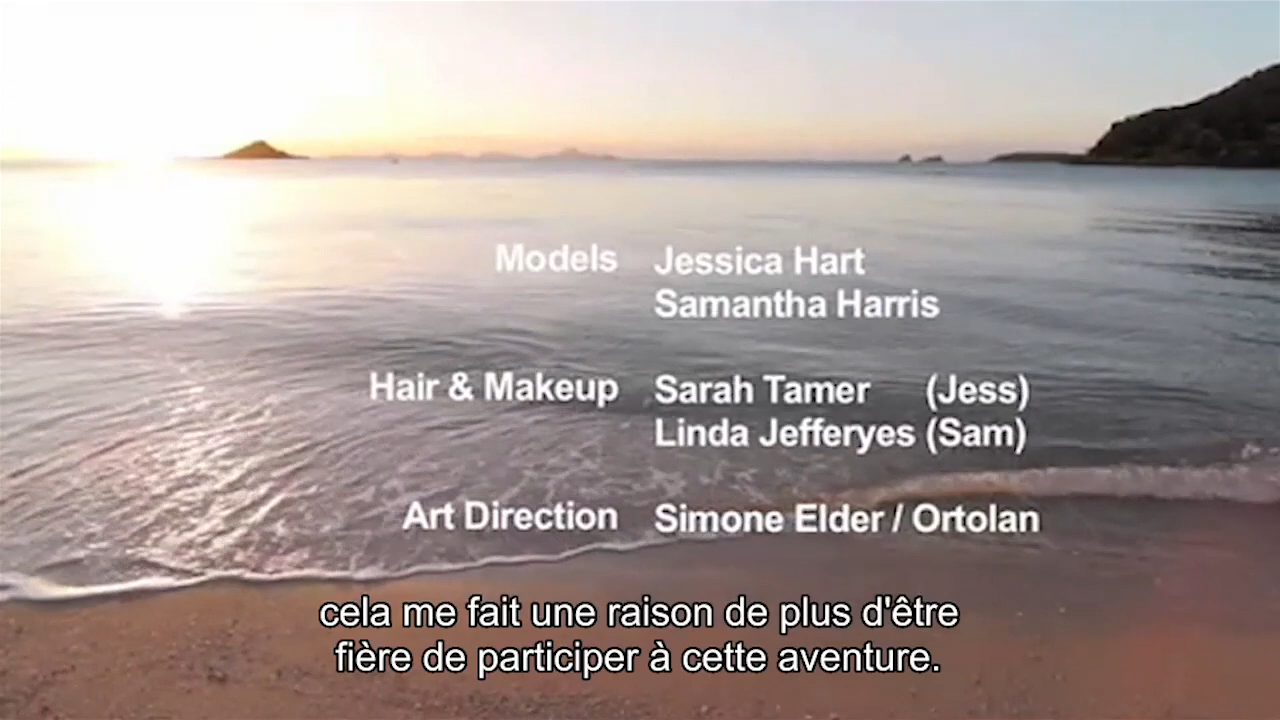 Models Jessica Hart
Samantha Harris
Hair & Makeup Sarah Tamer (Jess)
Linda Jefferyes (Sam)
Art Direction Simone Elder / Ortolan
cela me fait une raison de plus d'être
fière de participer à cette aventure.